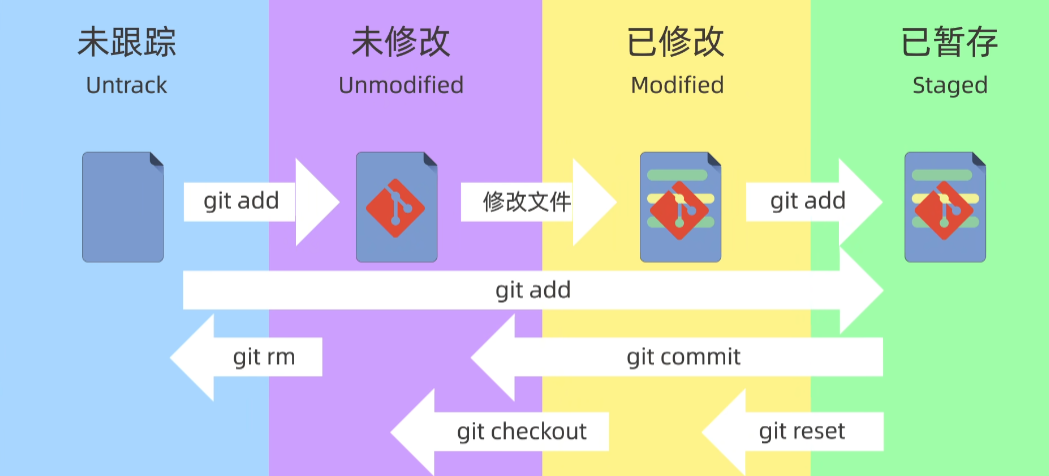 未跟踪
Untrack
未修改
Unmodified
已修改
Modified
已暂存
Staged
git add
修改文件
git add
git add
git rm
git commit
git checkout
git reset